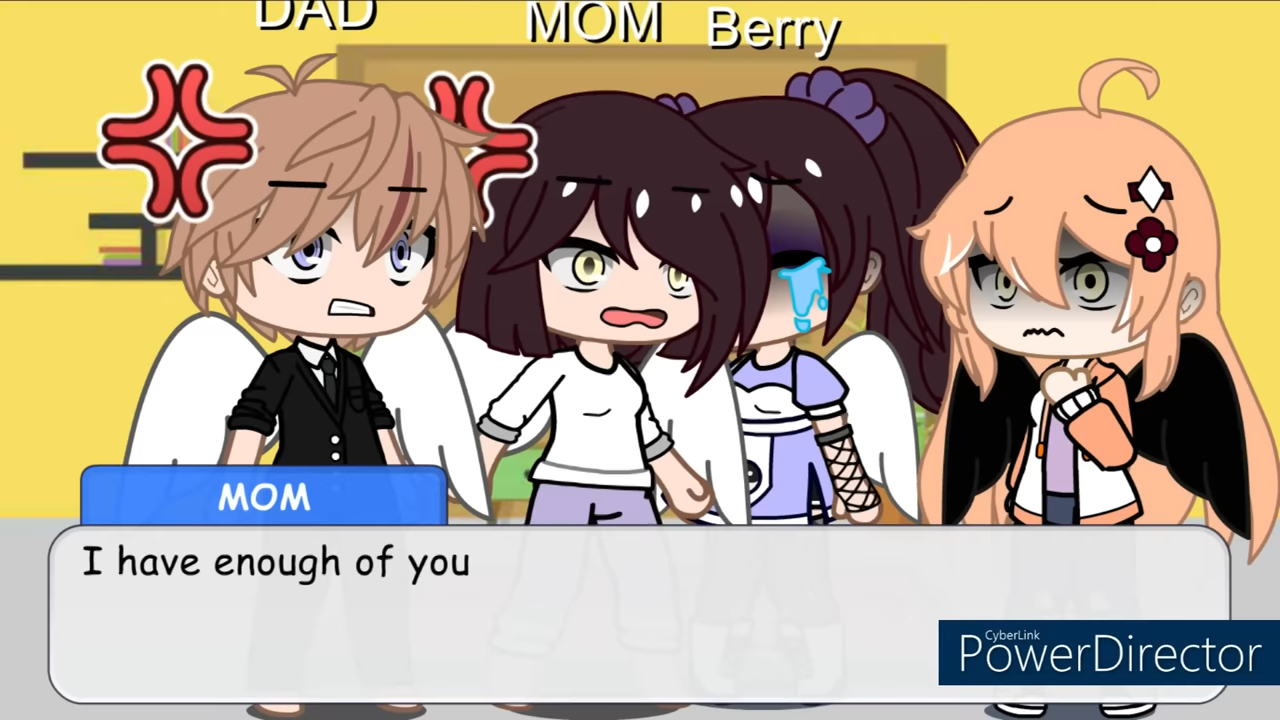 DAD
MOM
Berry
MOM
I have enough of you
CyberLink
PowerDirector